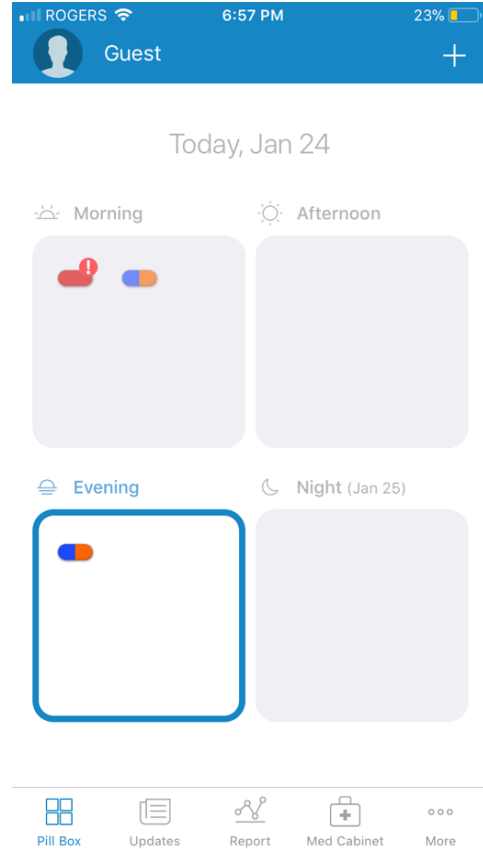 ROGERS 6:57 PM 23%
Guest
Today, Jan 24
Morning Afternoon
!
Evening Night (Jan 25)
Pill Box Updates Report Med Cabinet More